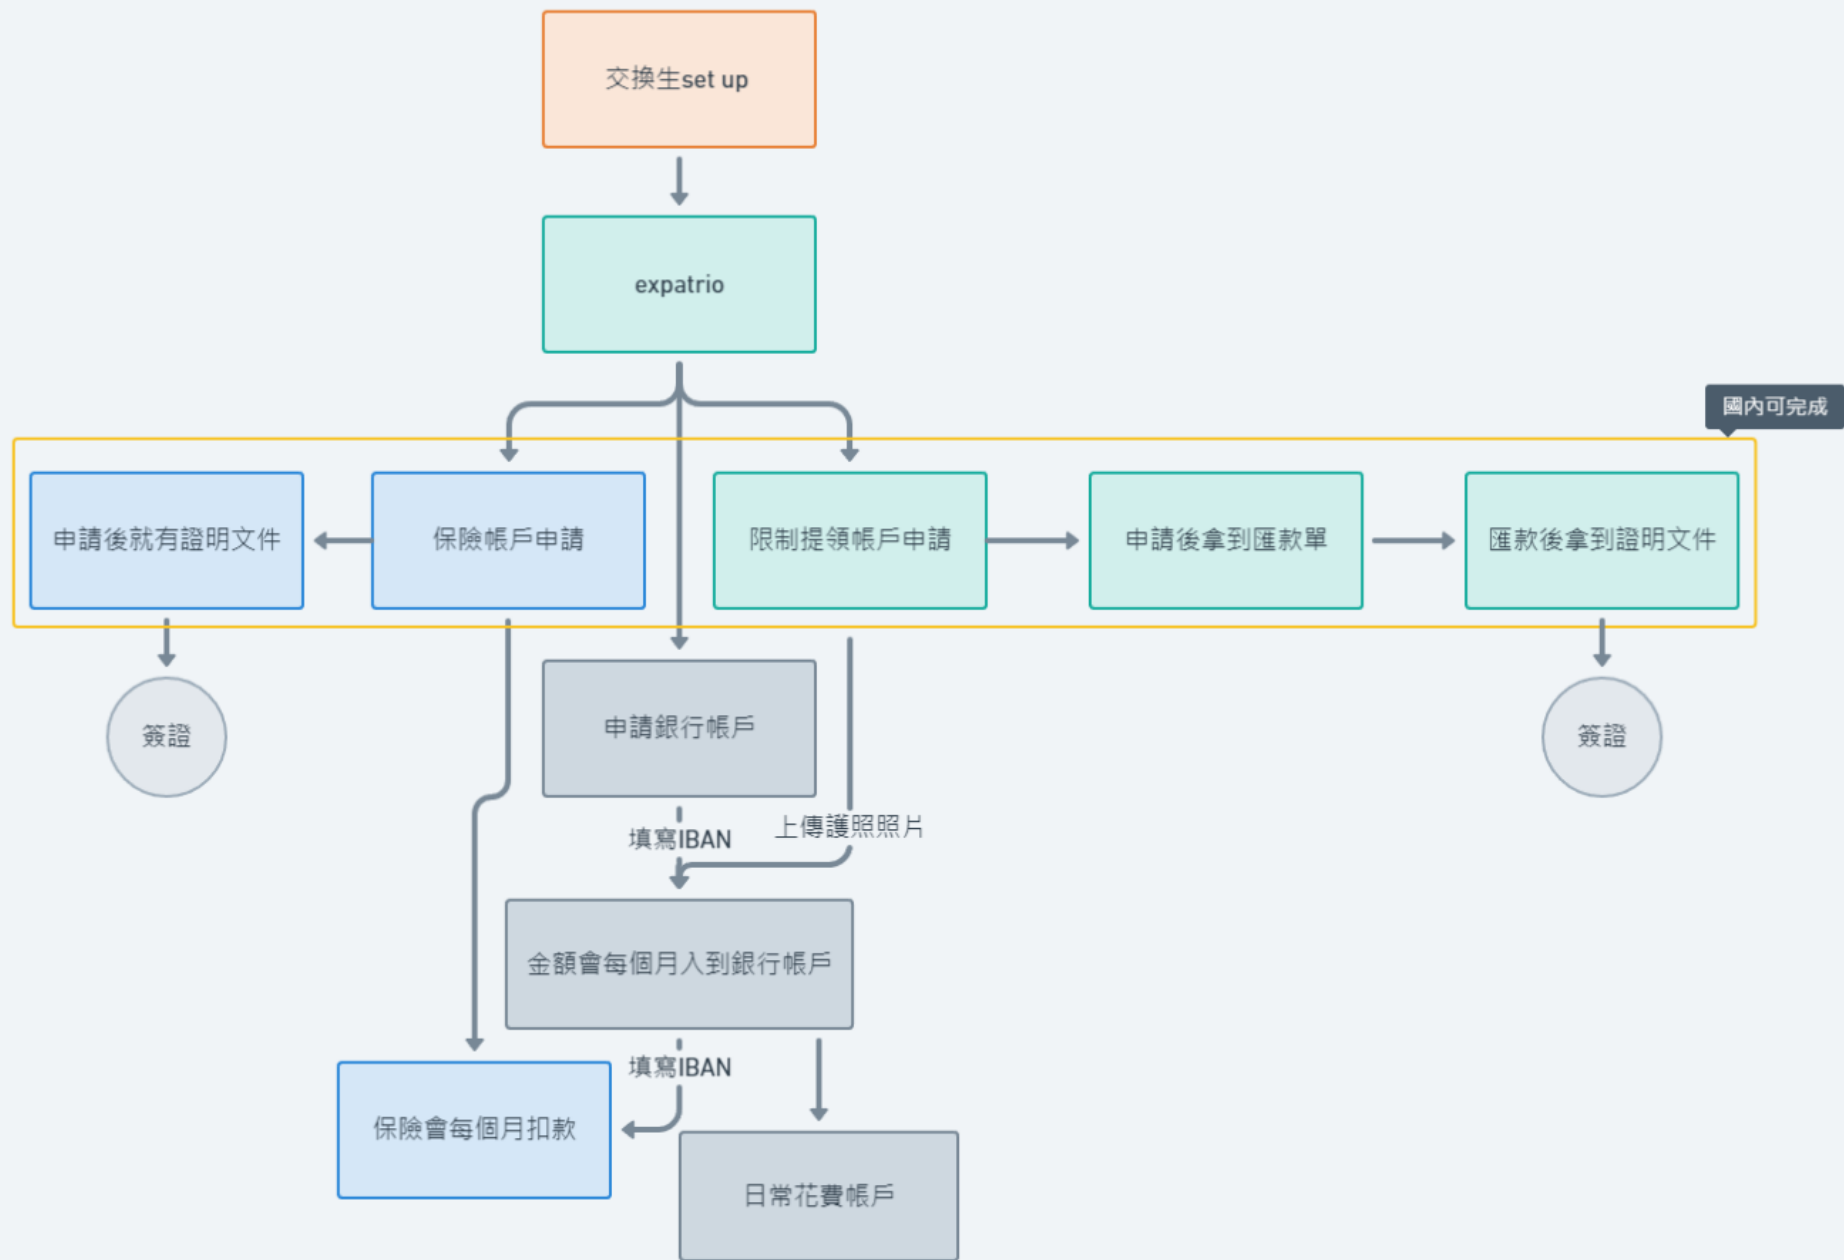 交換生set up
expatrio
國內可完成
申請後就有證明文件
保險帳戶申請
限制提領帳戶申請
申請後拿到匯款單
匯款後拿到證明文件
簽證
申請銀行帳戶
簽證
填寫IBAN
上傳護照照片
金額會每個月入到銀行帳戶
填寫IBAN
保險會每個月扣款
日常花費帳戶